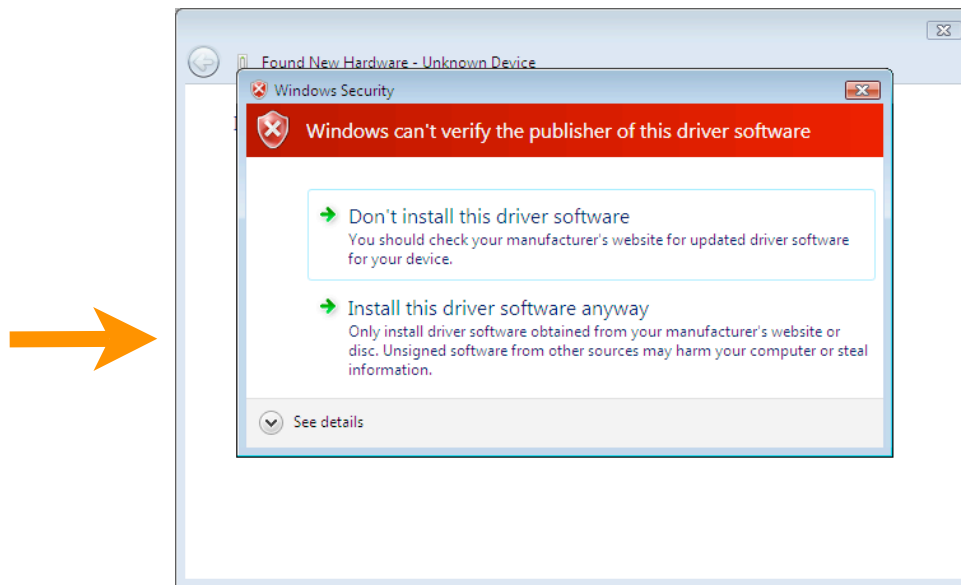 Found New Hardware - Unknown Device
Windows Security
Windows can't verify the publisher of this driver software
Don't install this driver software
You should check your manufacturer's website for updated driver software
for your device.
Install this driver software anyway
Only install driver software obtained from your manufacturer's website or
disc. Unsigned software from other sources may harm your computer or steal
information.
See details